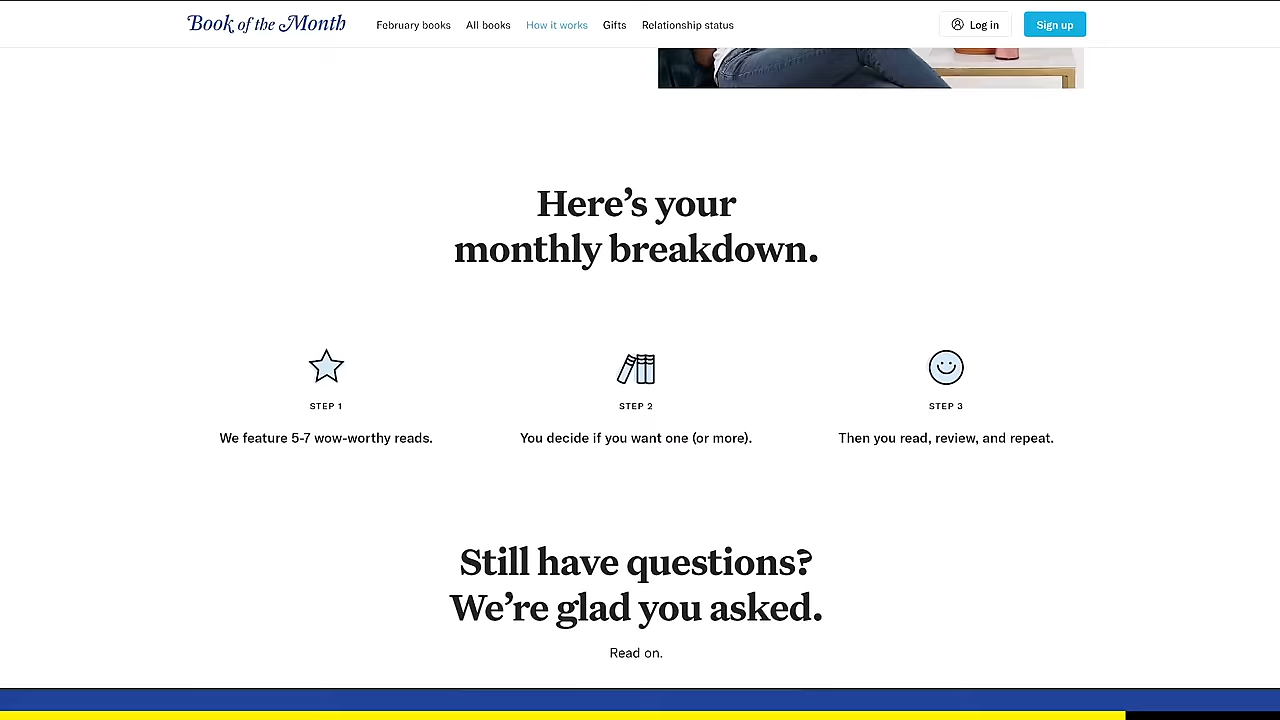 Book of the Month
February books
All books
How it works
Gifts
Relationship status
Log in
Sign up
Here’s your
monthly breakdown.
STEP 1
We feature 5-7 wow-worthy reads.
STEP 2
You decide if you want one (or more).
STEP 3
Then you read, review, and repeat.
Still have questions?
We’re glad you asked.
Read on.